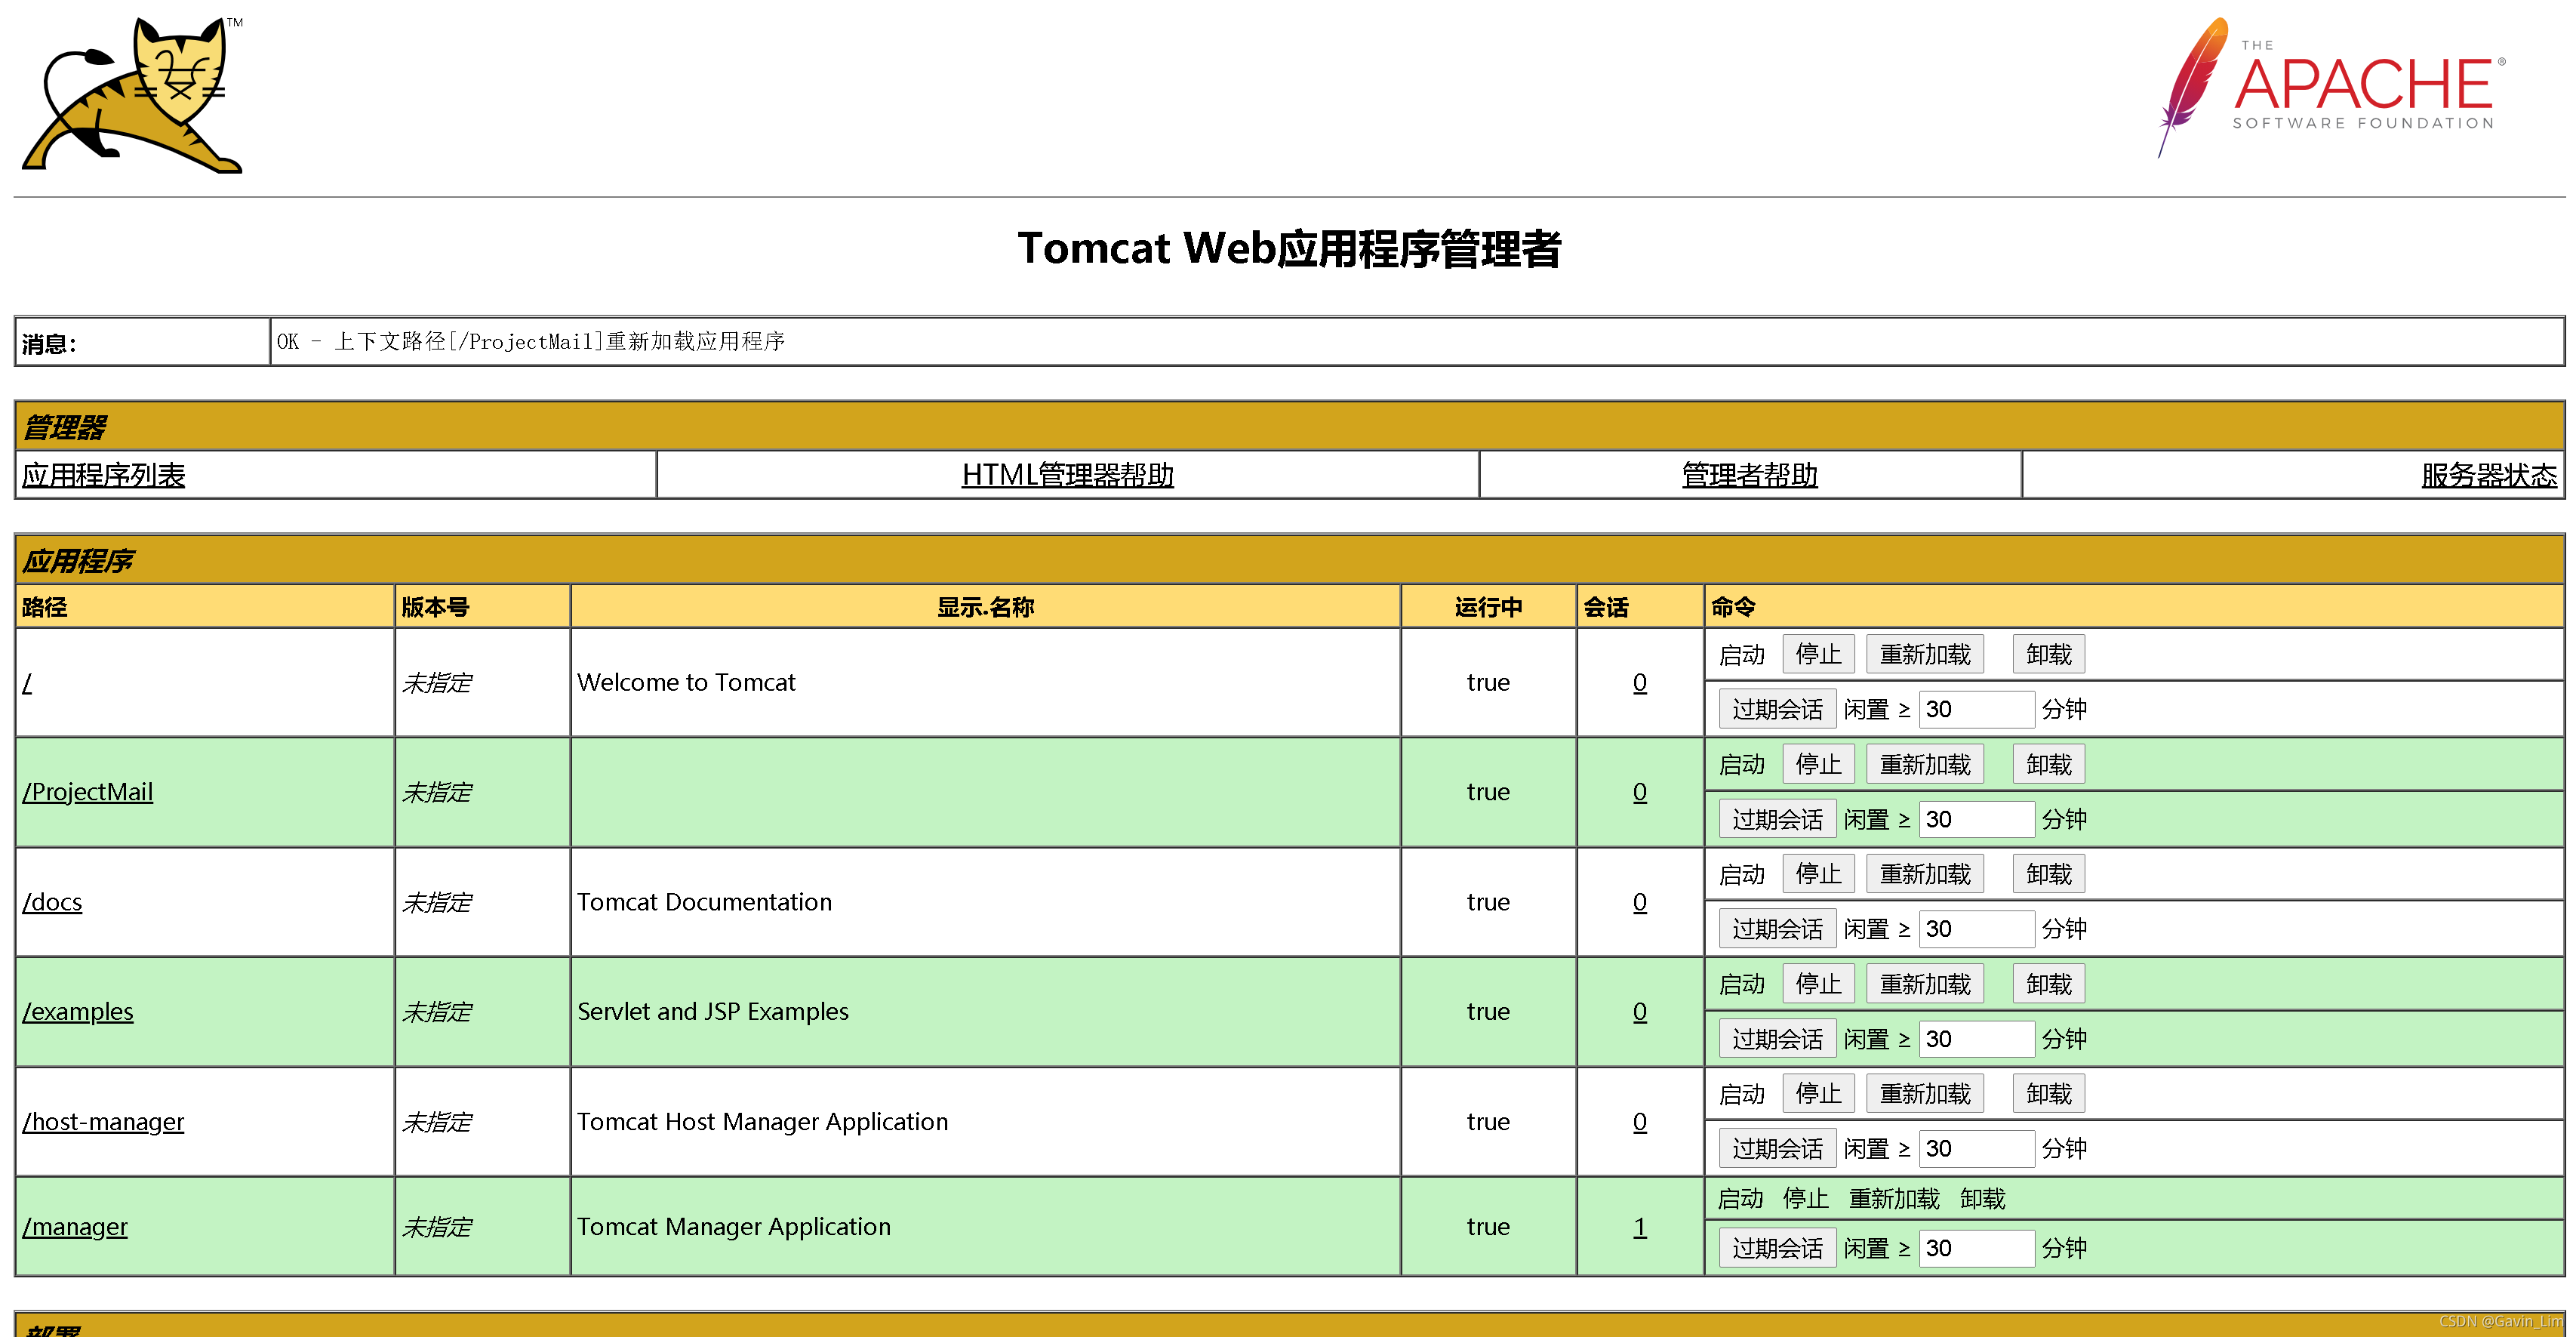 TM
THE
APACHE®
SOFTWARE FOUNDATION
Tomcat Web应用程序管理者
消息: OK - 上下文路径[/ProjectMail]重新加载应用程序
管理器
应用程序列表 HTML管理器帮助 管理者帮助 服务器状态
应用程序
路径 版本号 显示.名称 运行中 会话 命令
/ 未指定 Welcome to Tomcat true 0 启动 停止 重新加载 卸载
过期会话 闲置 ≥ 30 分钟
/ProjectMail 未指定 true 0 启动 停止 重新加载 卸载
过期会话 闲置 ≥ 30 分钟
/docs 未指定 Tomcat Documentation true 0 启动 停止 重新加载 卸载
过期会话 闲置 ≥ 30 分钟
/examples 未指定 Servlet and JSP Examples true 0 启动 停止 重新加载 卸载
过期会话 闲置 ≥ 30 分钟
/host-manager 未指定 Tomcat Host Manager Application true 0 启动 停止 重新加载 卸载
过期会话 闲置 ≥ 30 分钟
/manager 未指定 Tomcat Manager Application true 1 启动 停止 重新加载 卸载
过期会话 闲置 ≥ 30 分钟
部署
CSDN @Gavin_Lim